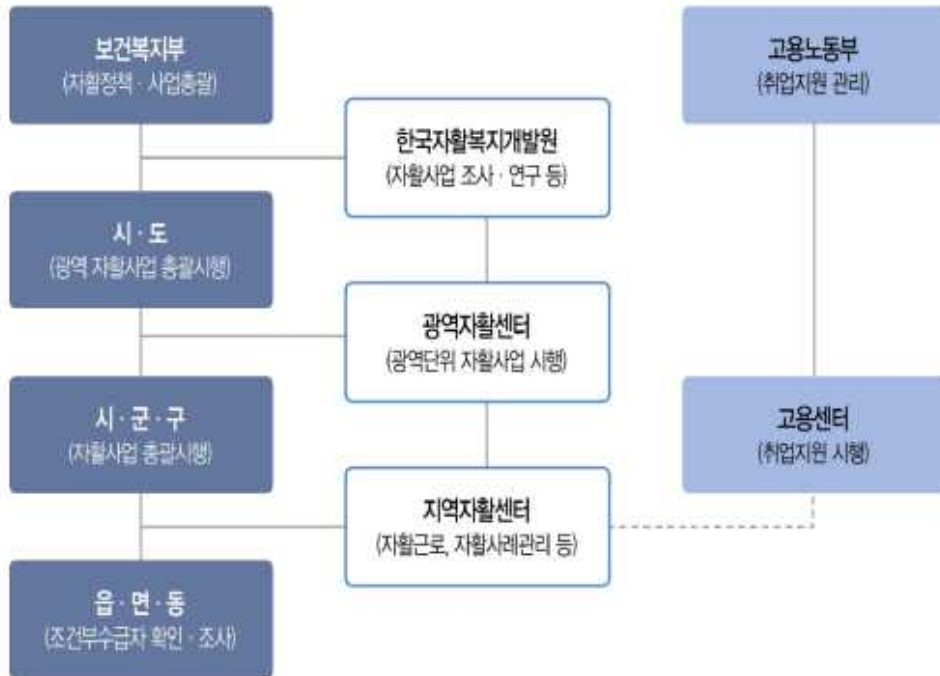 보건복지부
(자활정책 · 사업총괄)
고용노동부
(취업지원 관리)
한국자활복지개발원
(자활사업 조사 · 연구 등)
시 · 도
(광역 자활사업 총괄시행)
광역자활센터
(광역단위 자활사업 시행)
시 · 군 · 구
(자활사업 총괄시행)
고용센터
(취업지원 시행)
지역자활센터
(자활근로, 자활사례관리 등)
읍 · 면 · 동
(조건부수급자 확인 · 조사)